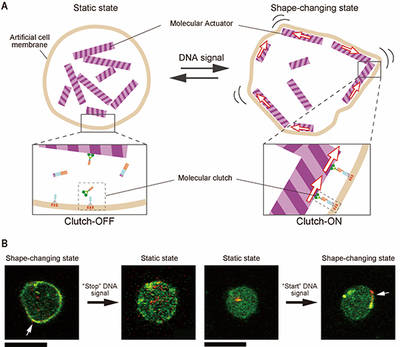 A
Static state
Shape-changing state
Molecular Actuator
Artificial cell
membrane
DNA signal
Molecular clutch
Clutch-OFF
Clutch-ON
B
Shape-changing state
Static state
Static state
Shape-changing state
"Stop" DNA
signal
"Start" DNA
signal